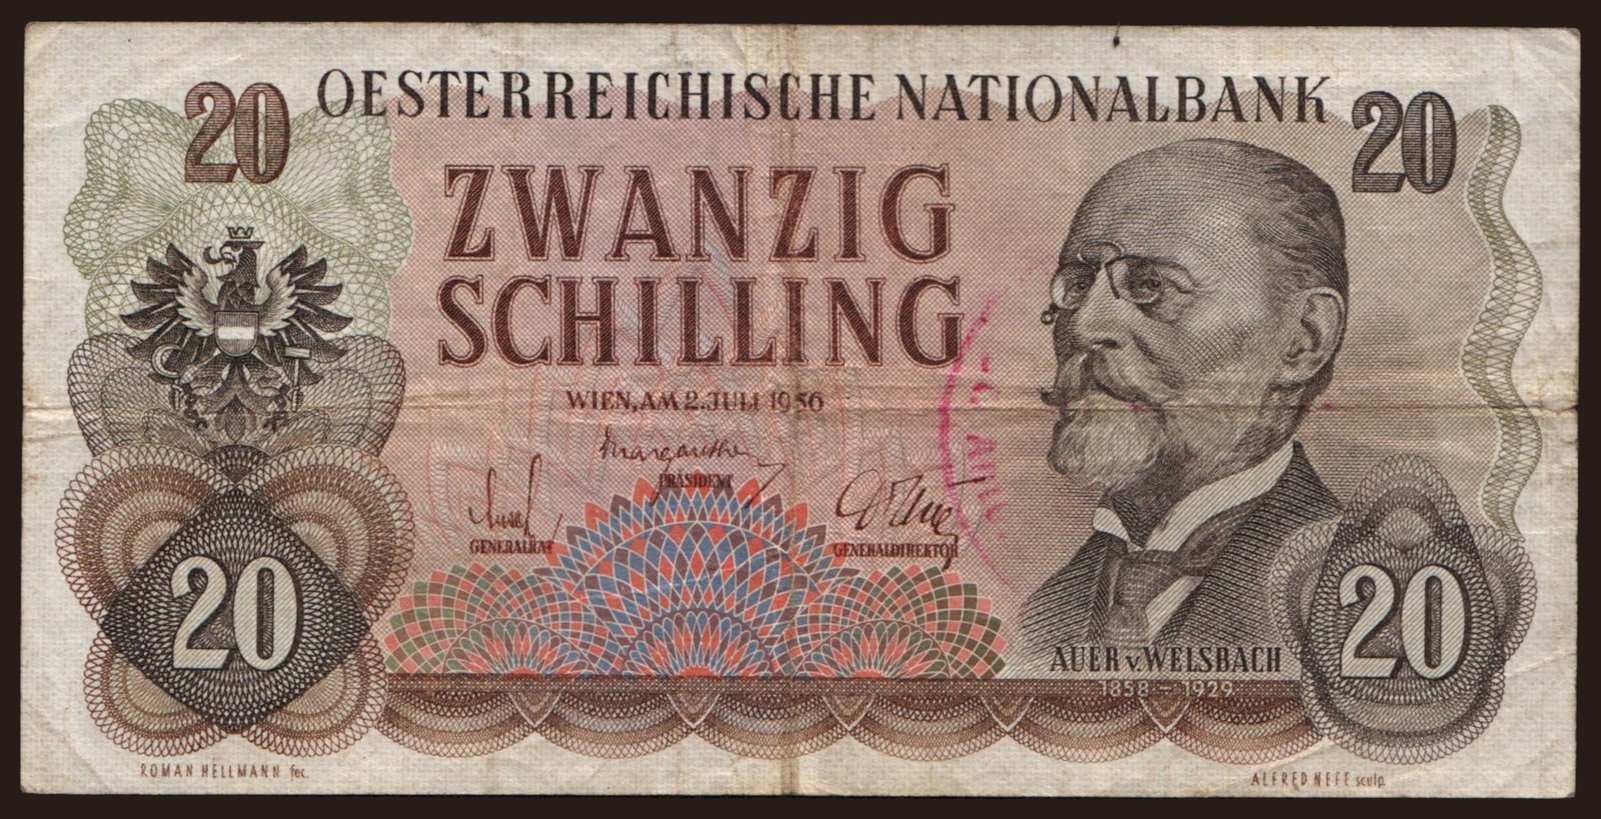 OESTERREICHISCHE NATIONALBANK
20
20
ZWANZIG
SCHILLING
WIEN, AM 2. JULI 1956
PRÄSIDENT
GENERALRAT
GENERALDIREKTOR
20
20
AUER v. WELSBACH
1858 – 1929
ROMAN HELLMANN fec.
ALFRED NEFE sculp.